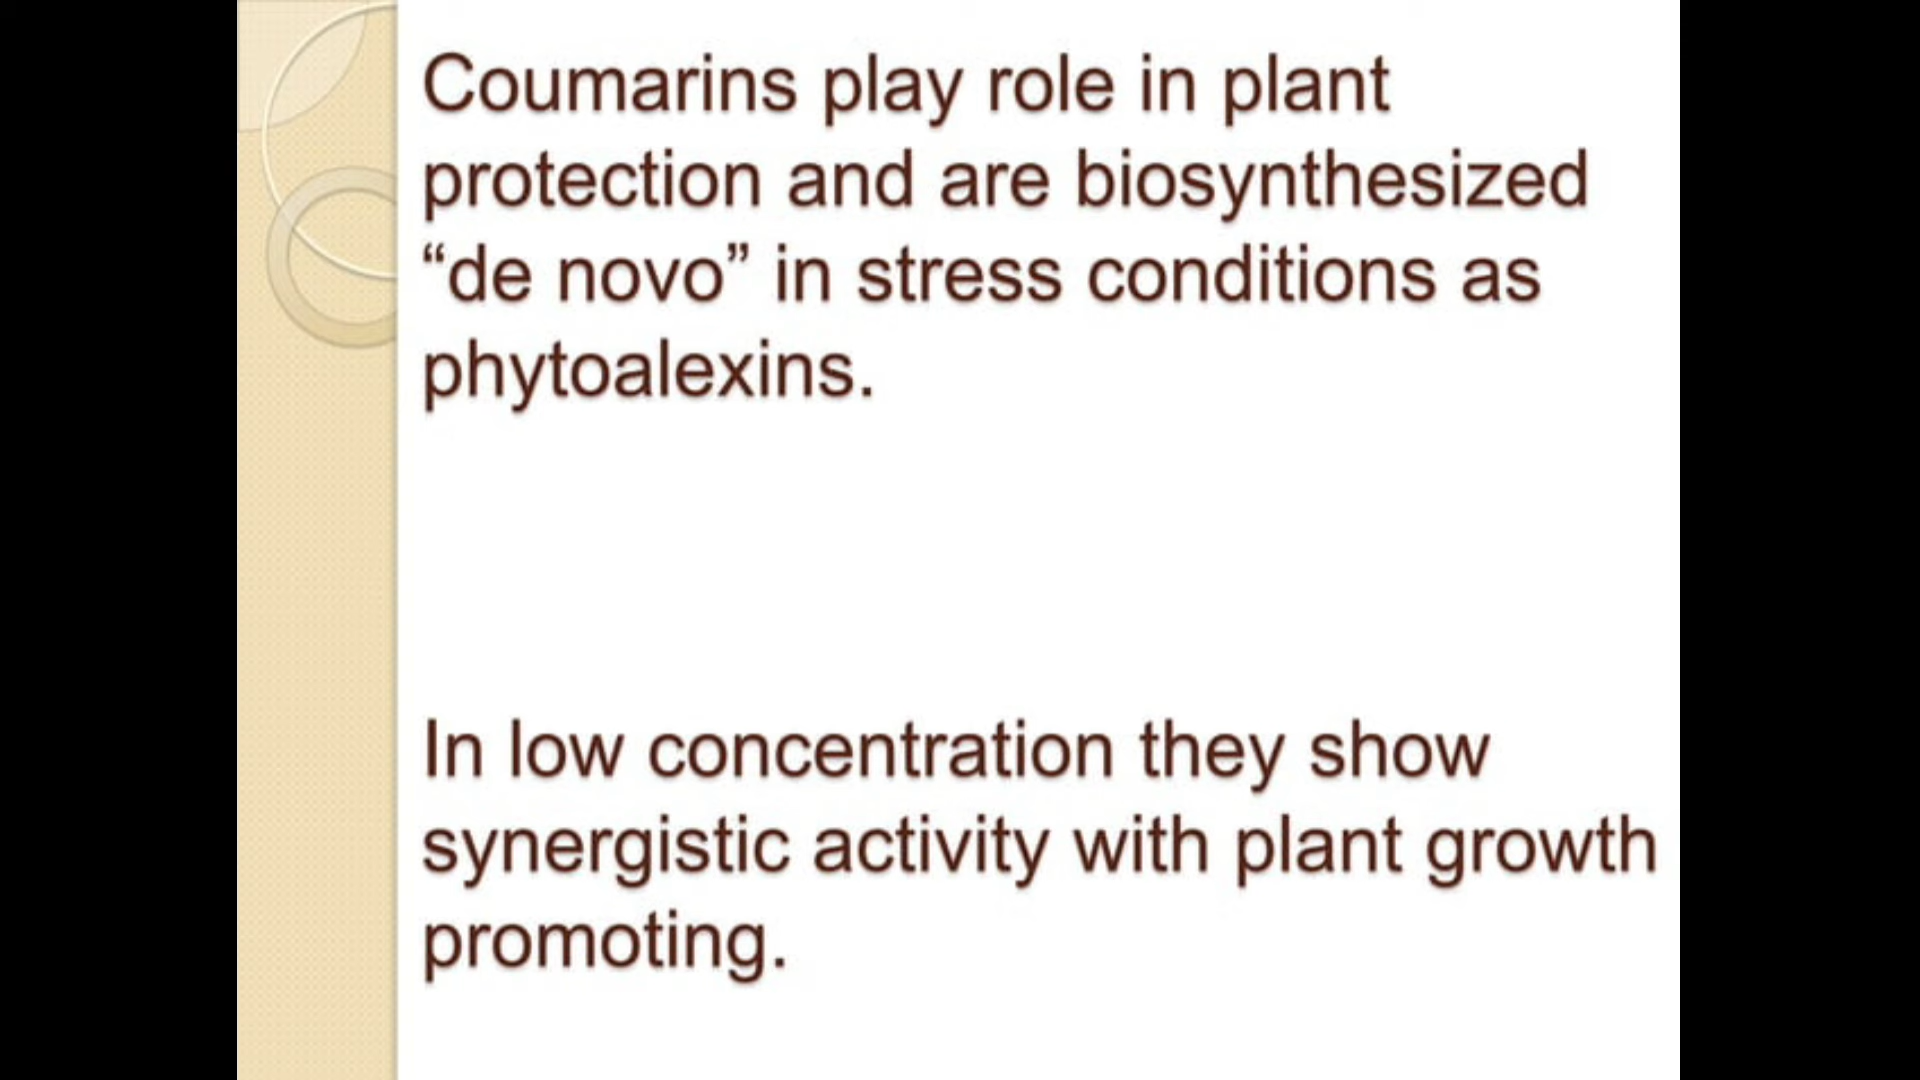 Coumarins play role in plant
protection and are biosynthesized
“de novo” in stress conditions as
phytoalexins.
In low concentration they show
synergistic activity with plant growth
promoting.